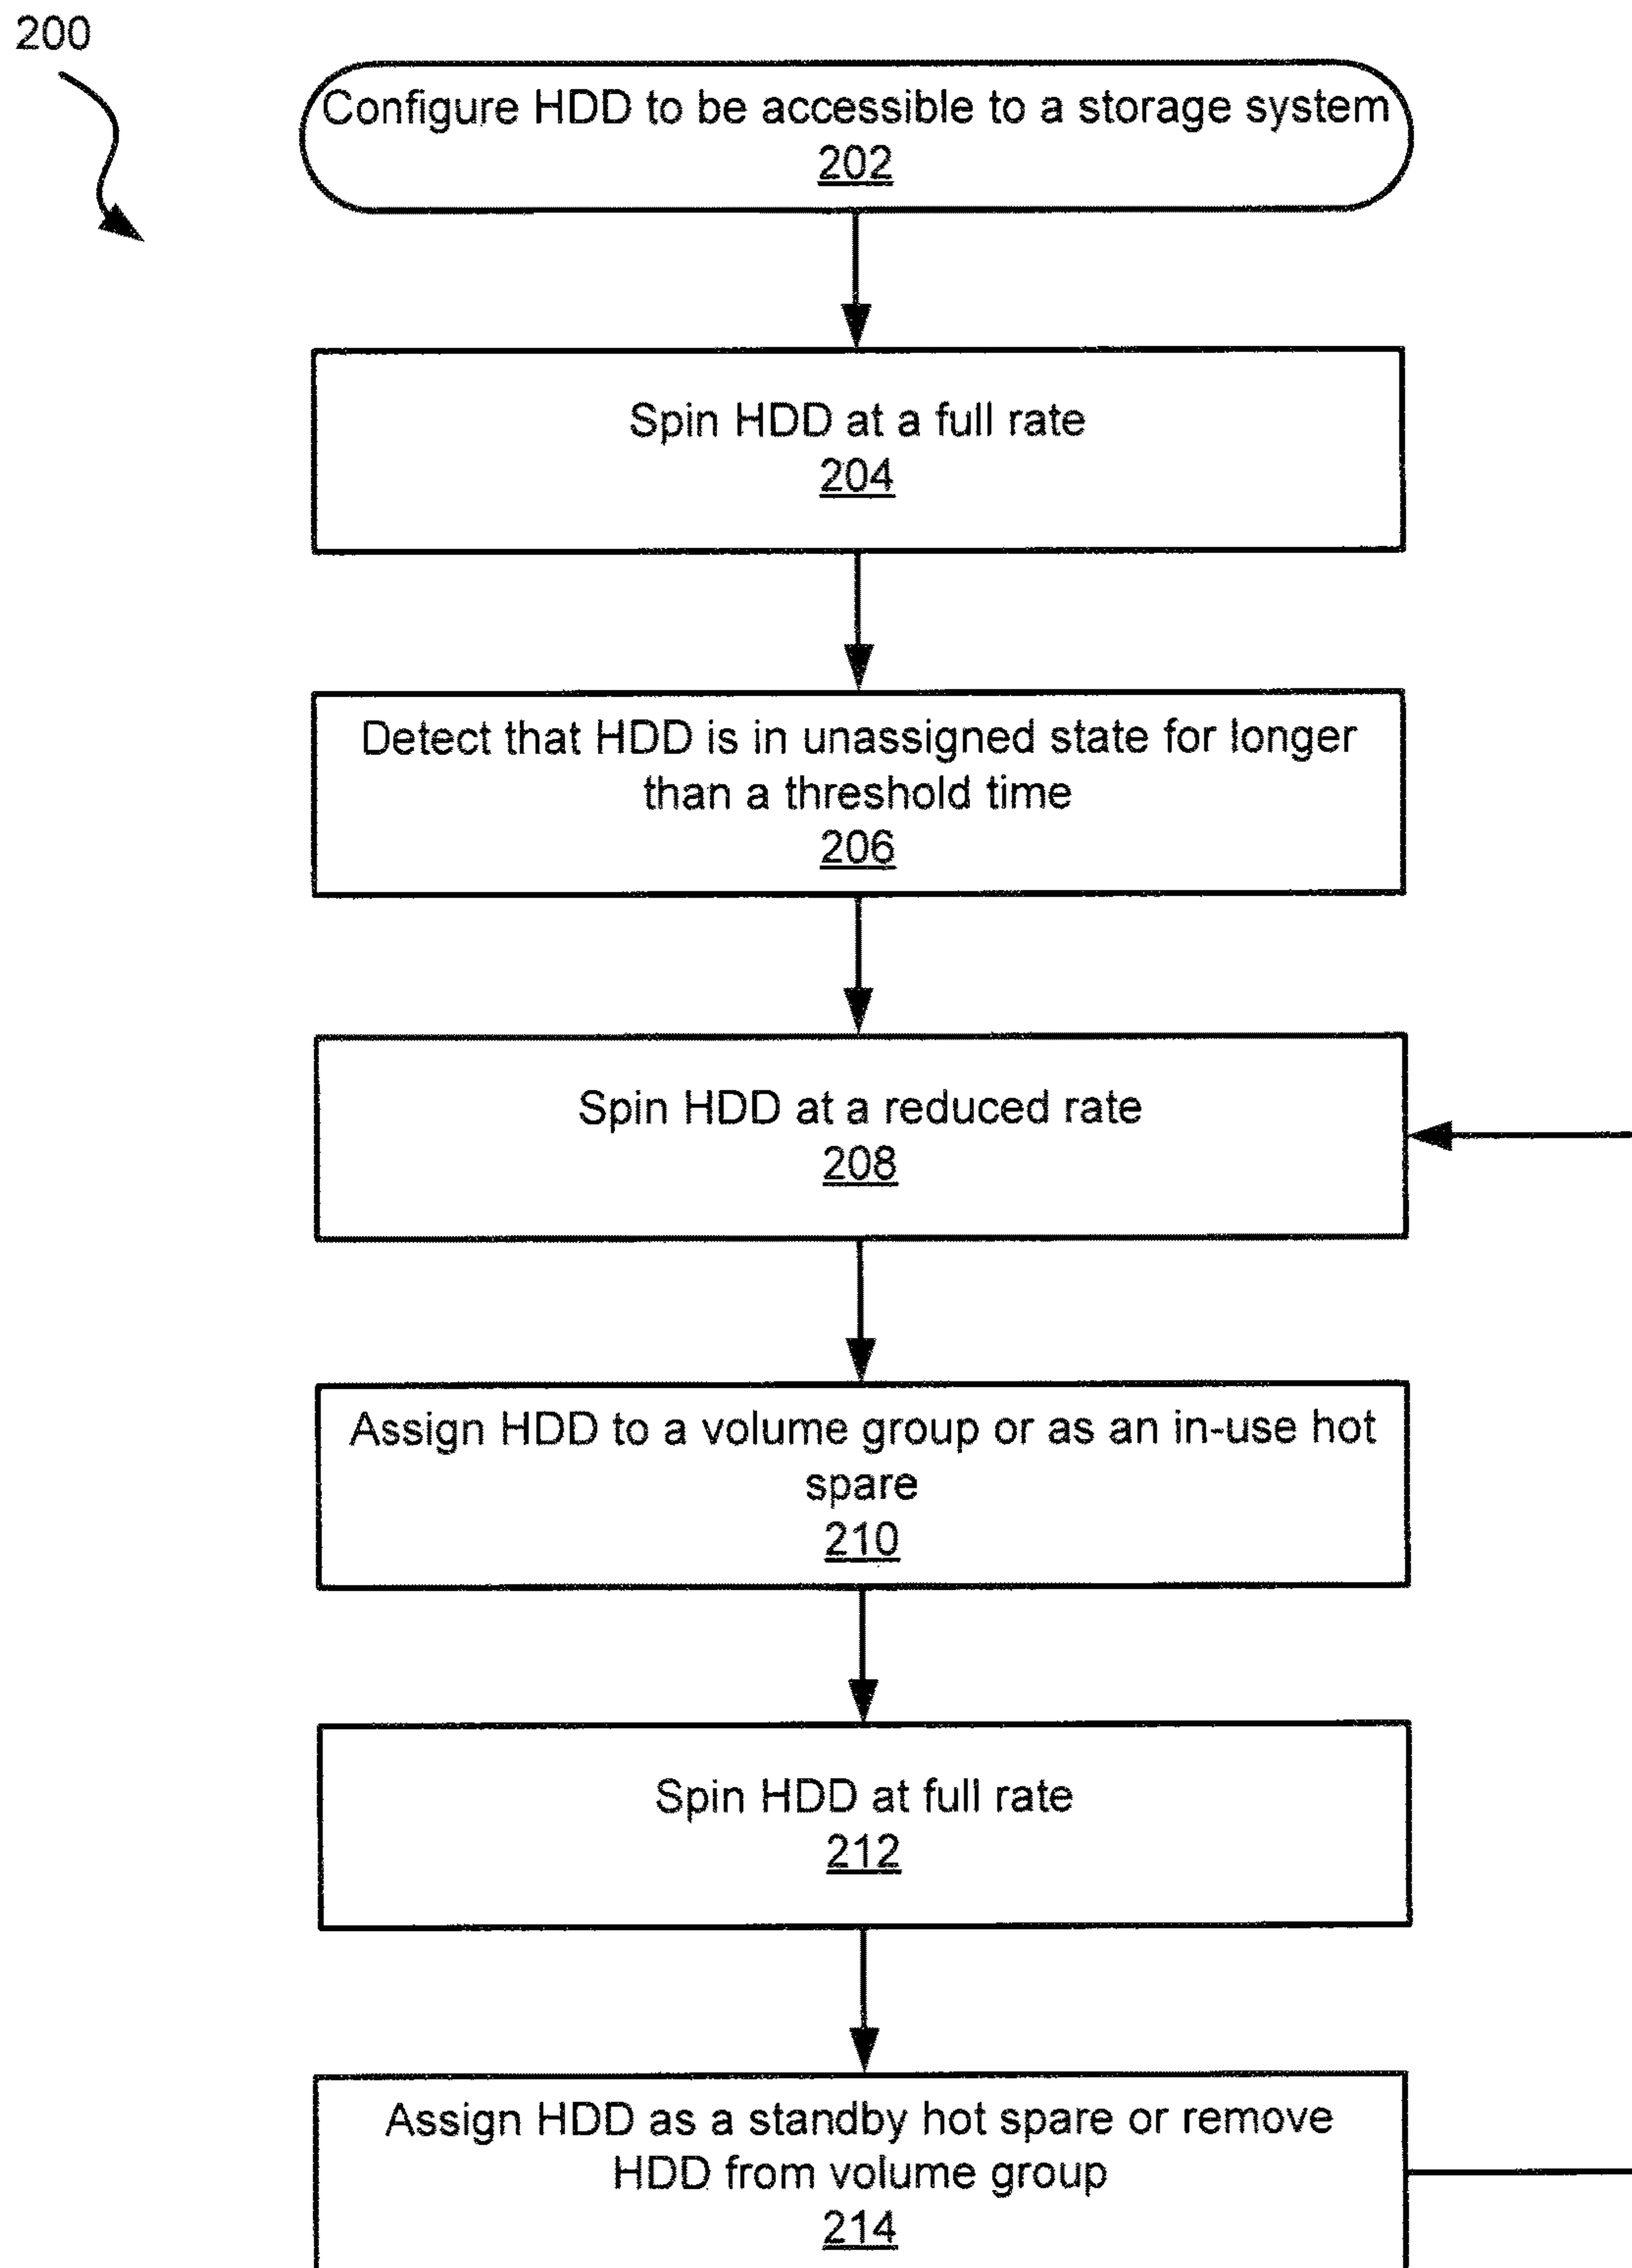 200
Configure HDD to be accessible to a storage system
202
Spin HDD at a full rate
204
Detect that HDD is in unassigned state for longer
than a threshold time
206
Spin HDD at a reduced rate
208
Assign HDD to a volume group or as an in-use hot
spare
210
Spin HDD at full rate
212
Assign HDD as a standby hot spare or remove
HDD from volume group
214